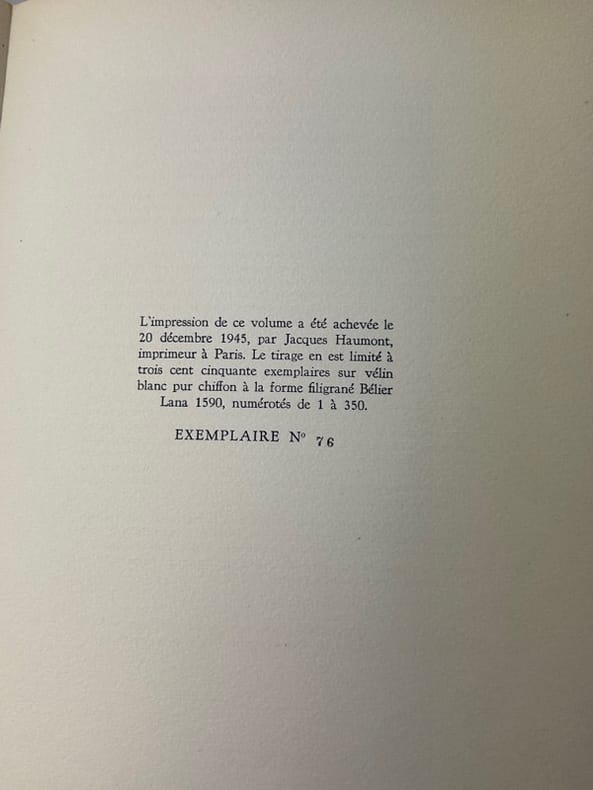 L'impression de ce volume a été achevée le
20 décembre 1945, par Jacques Haumont,
imprimeur à Paris. Le tirage en est limité à
trois cent cinquante exemplaires sur vélin
blanc pur chiffon à la forme filigrané Bélier
Lana 1590, numérotés de 1 à 350.
EXEMPLAIRE Nº 76